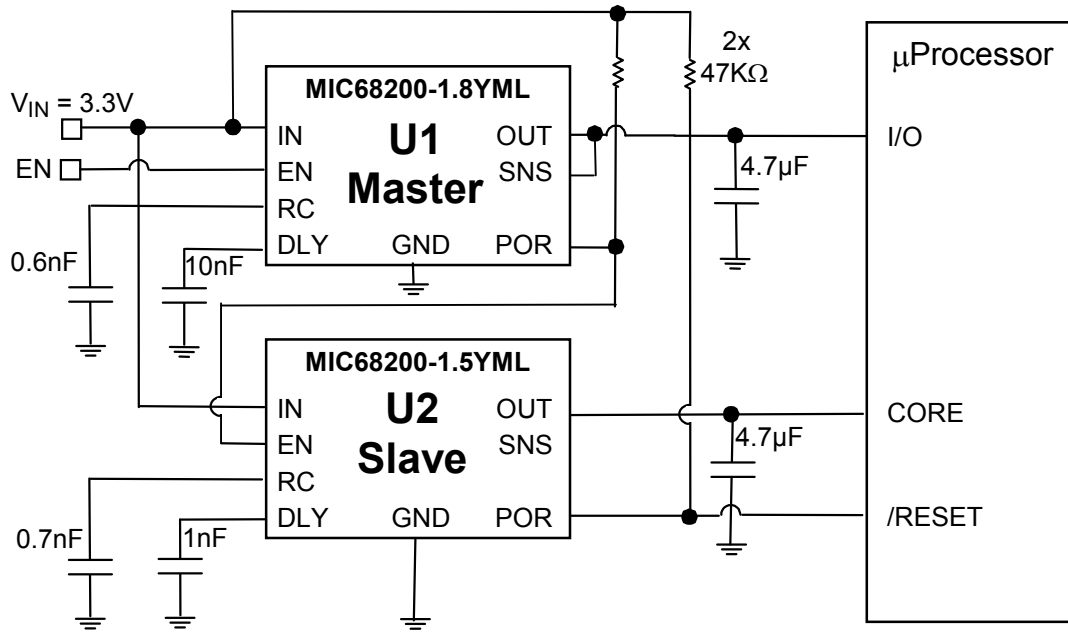 2x
47KΩ
µProcessor
V_IN = 3.3V
EN
MIC68200-1.8YML
U1
Master
IN
EN
RC
DLY
GND
OUT
SNS
POR
I/O
4.7µF
0.6nF
10nF
MIC68200-1.5YML
U2
Slave
IN
EN
RC
DLY
GND
OUT
SNS
POR
CORE
4.7µF
/RESET
0.7nF
1nF